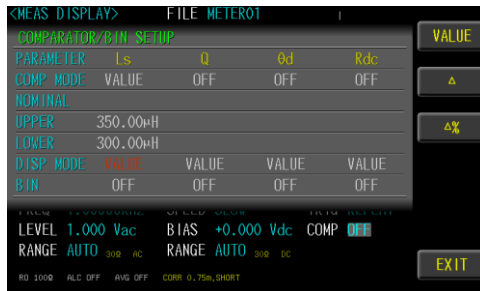 <MEAS DISPLAY> FILE METER01
COMPARATOR/BIN SETUP VALUE
PARAMETER Ls Q θd Rdc
COMP MODE VALUE OFF OFF OFF △
NOMINAL
UPPER 350.00μH △%
LOWER 300.00μH
DISP MODE VALUE VALUE VALUE VALUE
BIN OFF OFF OFF OFF
LEVEL 1.000 Vac BIAS +0.000 Vdc COMP OFF
RANGE AUTO 30Ω AC RANGE AUTO 30Ω DC
EXIT
RO 100Ω ALC OFF AVG OFF CORR 0.75m,SHORT